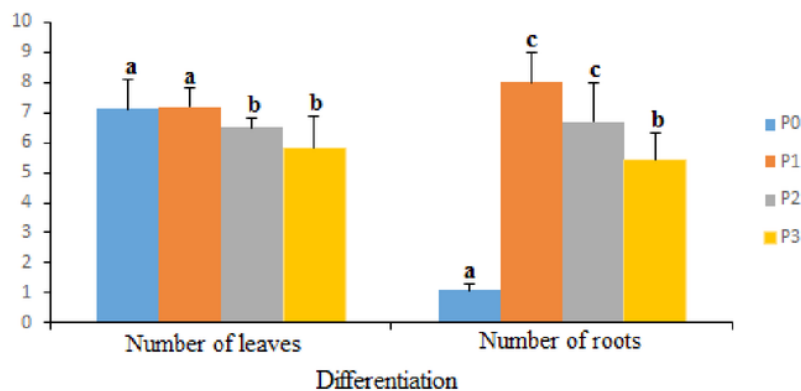 10
9
8
7
6
5
4
3
2
1
0
a
a
b
b
a
c
c
b
P0
P1
P2
P3
Number of leaves
Number of roots
Differentiation